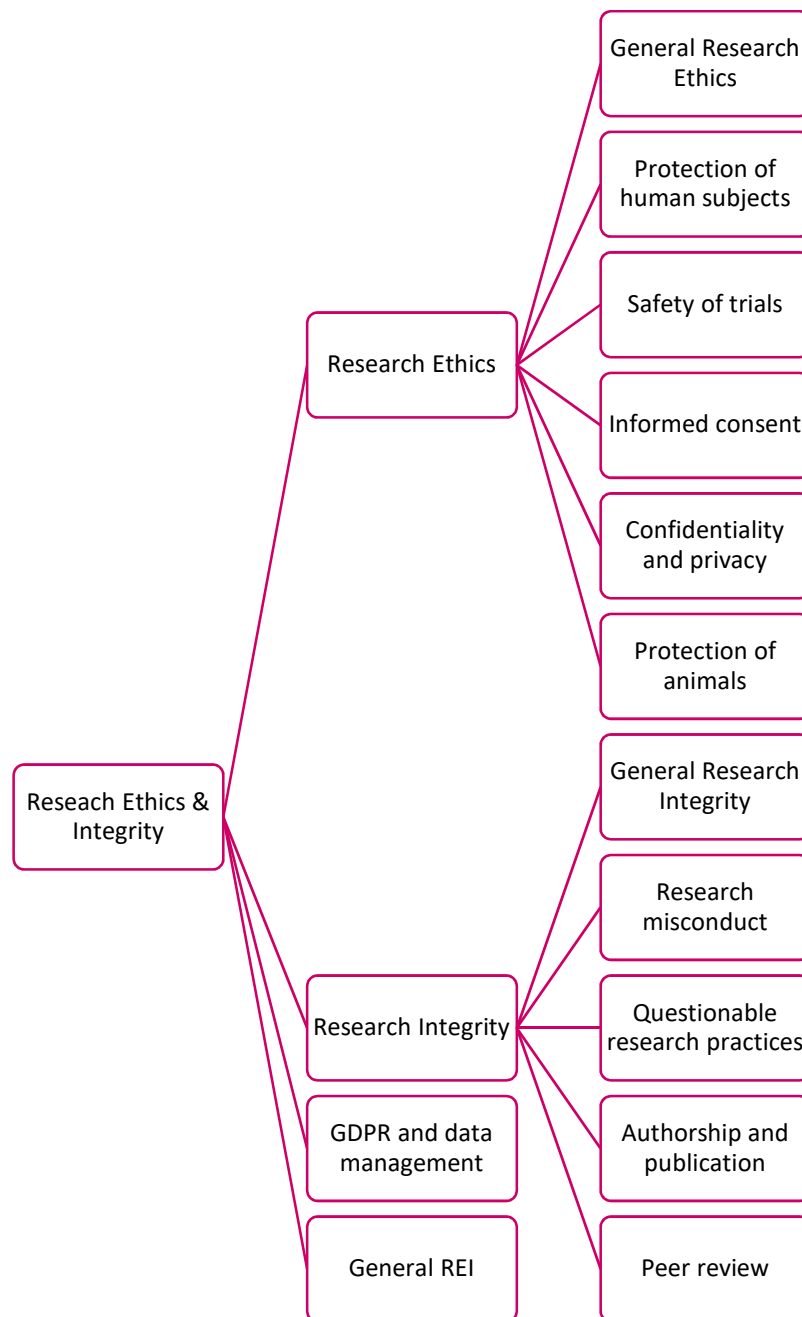 Reseach Ethics &
Integrity
Research Ethics
General Research
Ethics
Protection of
human subjects
Safety of trials
Informed consent
Confidentiality
and privacy
Protection of
animals
Research Integrity
General Research
Integrity
Research
misconduct
Questionable
research practices
Authorship and
publication
Peer review
GDPR and data
management
General REI